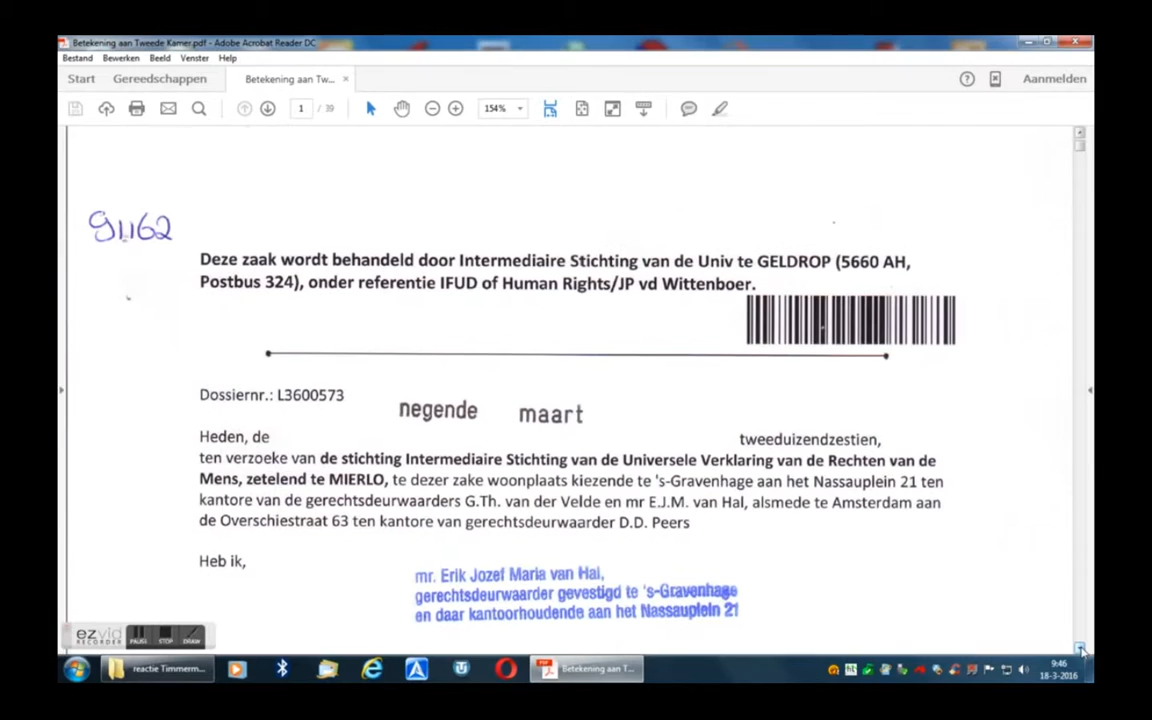 Betekening aan Tweede Kamer.pdf - Adobe Acrobat Reader DC
Bestand Bewerken Beeld Venster Help
Start Gereedschappen Betekening aan Tw... × Aanmelden
1 / 39 154%
91162
Deze zaak wordt behandeld door Intermediaire Stichting van de Univ te GELDROP (5660 AH,
Postbus 324), onder referentie IFUD of Human Rights/JP vd Wittenboer.
Dossiernr.: L3600573
negende maart
Heden, de tweeduizendzestien,
ten verzoeke van de stichting Intermediaire Stichting van de Universele Verklaring van de Rechten van de
Mens, zetelend te MIERLO, te dezer zake woonplaats kiezende te 's-Gravenhage aan het Nassauplein 21 ten
kantore van de gerechtsdeurwaarders G.Th. van der Velde en mr E.J.M. van Hal, alsmede te Amsterdam aan
de Overschiestraat 63 ten kantore van gerechtsdeurwaarder D.D. Peers
Heb ik,
mr. Erik Jozef Maria van Hal,
gerechtsdeurwaarder gevestigd te 's-Gravenhage
en daar kantoorhoudende aan het Nassauplein 21
ezvid
RECORDER PAUSE STOP DRAW
reactie Timmerm... Betekening aan T... 9:46
18-3-2016